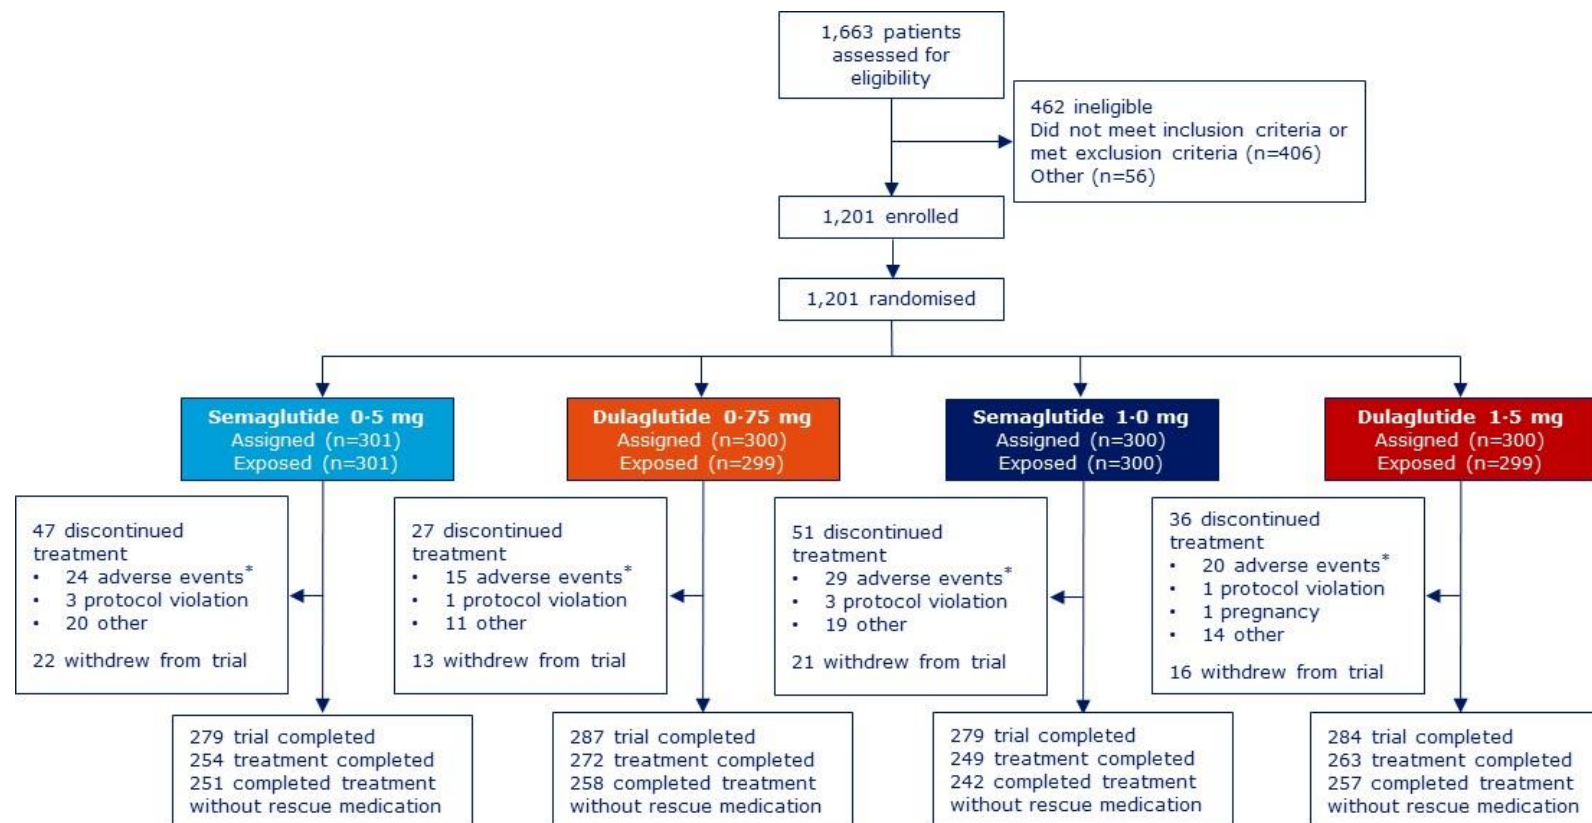 1,663 patients
assessed for
eligibility
462 ineligible
Did not meet inclusion criteria or
met exclusion criteria (n=406)
Other (n=56)
1,201 enrolled
1,201 randomised
Semaglutide 0·5 mg
Assigned (n=301)
Exposed (n=301)
Dulaglutide 0·75 mg
Assigned (n=300)
Exposed (n=299)
Semaglutide 1·0 mg
Assigned (n=300)
Exposed (n=300)
Dulaglutide 1·5 mg
Assigned (n=300)
Exposed (n=299)
47 discontinued
treatment
• 24 adverse events*
• 3 protocol violation
• 20 other
22 withdrew from trial
27 discontinued
treatment
• 15 adverse events*
• 1 protocol violation
• 11 other
13 withdrew from trial
51 discontinued
treatment
• 29 adverse events*
• 3 protocol violation
• 19 other
21 withdrew from trial
36 discontinued
treatment
• 20 adverse events*
• 1 protocol violation
• 1 pregnancy
• 14 other
16 withdrew from trial
279 trial completed
254 treatment completed
251 completed treatment
without rescue medication
287 trial completed
272 treatment completed
258 completed treatment
without rescue medication
279 trial completed
249 treatment completed
242 completed treatment
without rescue medication
284 trial completed
263 treatment completed
257 completed treatment
without rescue medication